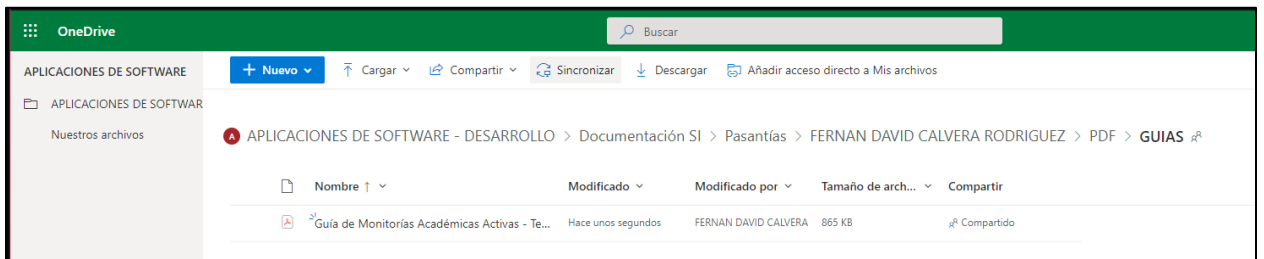 OneDrive
Buscar
APLICACIONES DE SOFTWARE
Nuevo Cargar Compartir Sincronizar Descargar Añadir acceso directo a Mis archivos
APLICACIONES DE SOFTWAR
Nuestros archivos
A APLICACIONES DE SOFTWARE - DESARROLLO > Documentación SI > Pasantías > FERNAN DAVID CALVERA RODRIGUEZ > PDF > GUIAS
Nombre ↑ Modificado Modificado por Tamaño de arch... Compartir
Guía de Monitorías Académicas Activas - Te... Hace unos segundos FERNAN DAVID CALVERA 865 KB Compartido